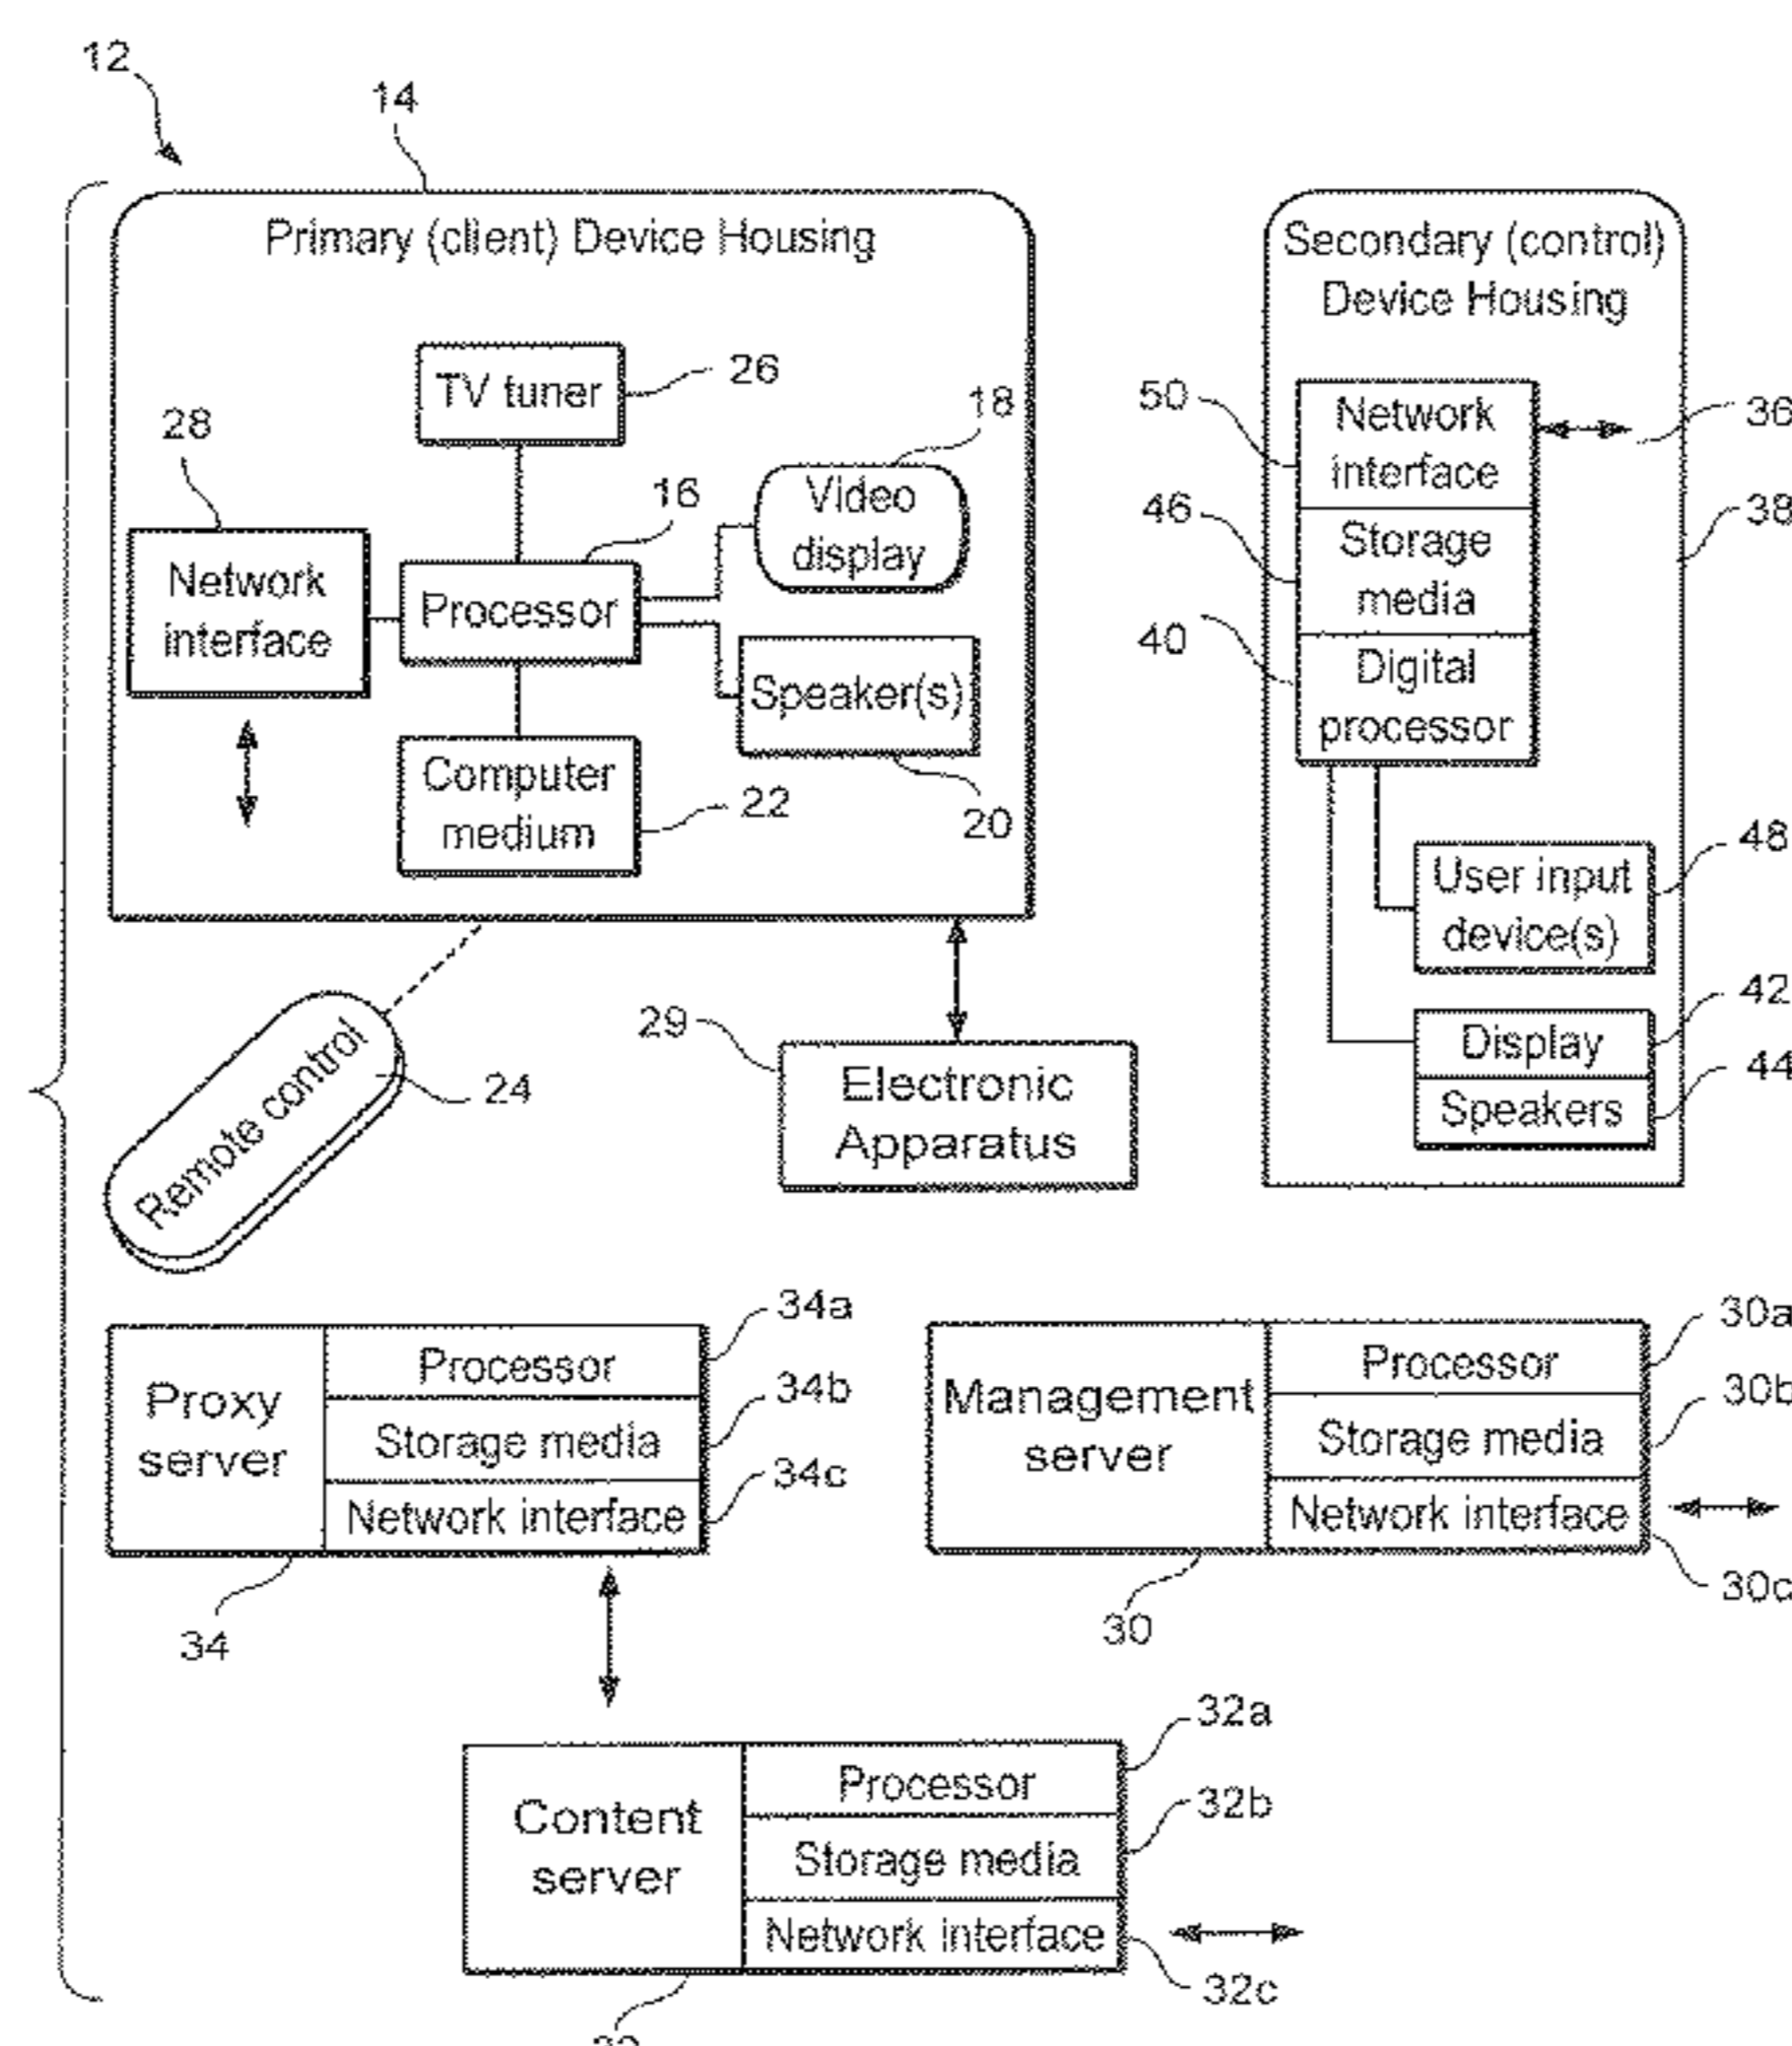 12
14
Primary (client) Device Housing
TV tuner
26
28
Network
interface
16
Processor
18
Video
display
Speaker(s)
20
Computer
medium
22
Remote control
24
29
Electronic
Apparatus
Secondary (control)
Device Housing
50
Network
interface
36
46
Storage
media
38
40
Digital
processor
User input
device(s)
48
Display
42
Speakers
44
Proxy
server
Processor
34a
Storage media
34b
Network interface
34c
34
Management
server
Processor
30a
Storage media
30b
Network interface
30c
30
Content
server
Processor
32a
Storage media
32b
Network interface
32c